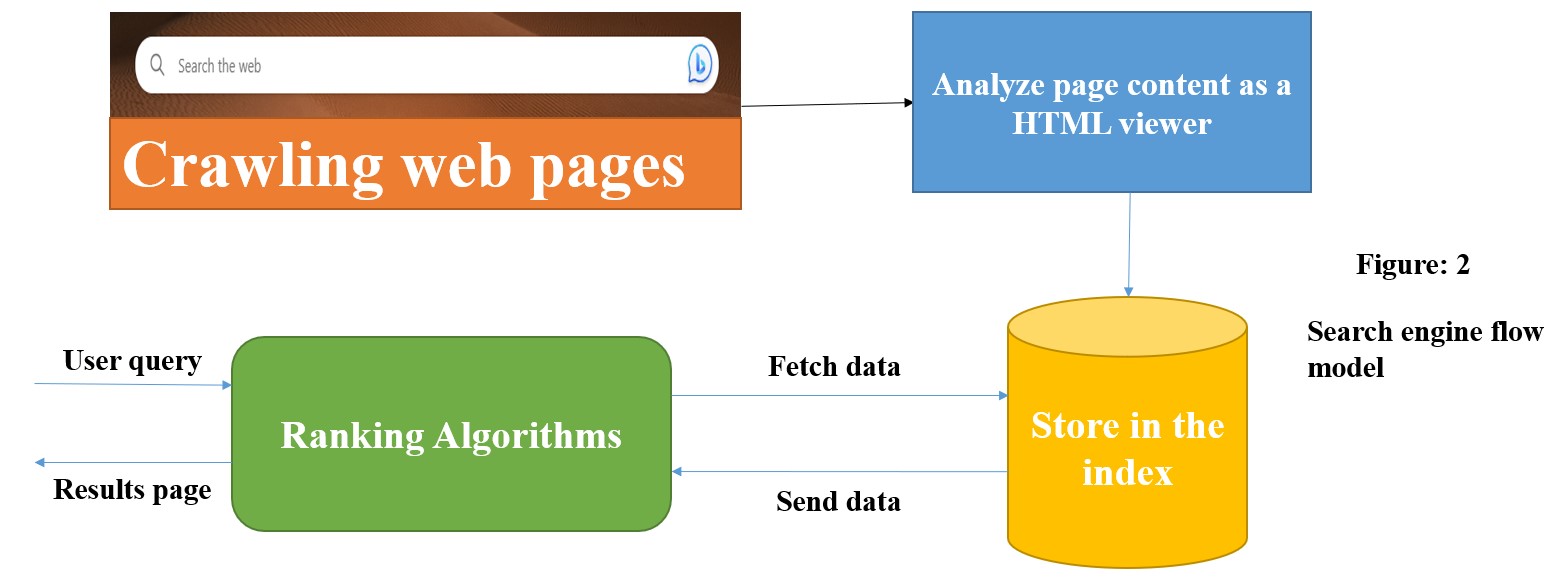 Search the web
Crawling web pages
Analyze page content as a
HTML viewer
Figure: 2
Search engine flow
model
User query
Ranking Algorithms
Results page
Fetch data
Send data
Store in the
index